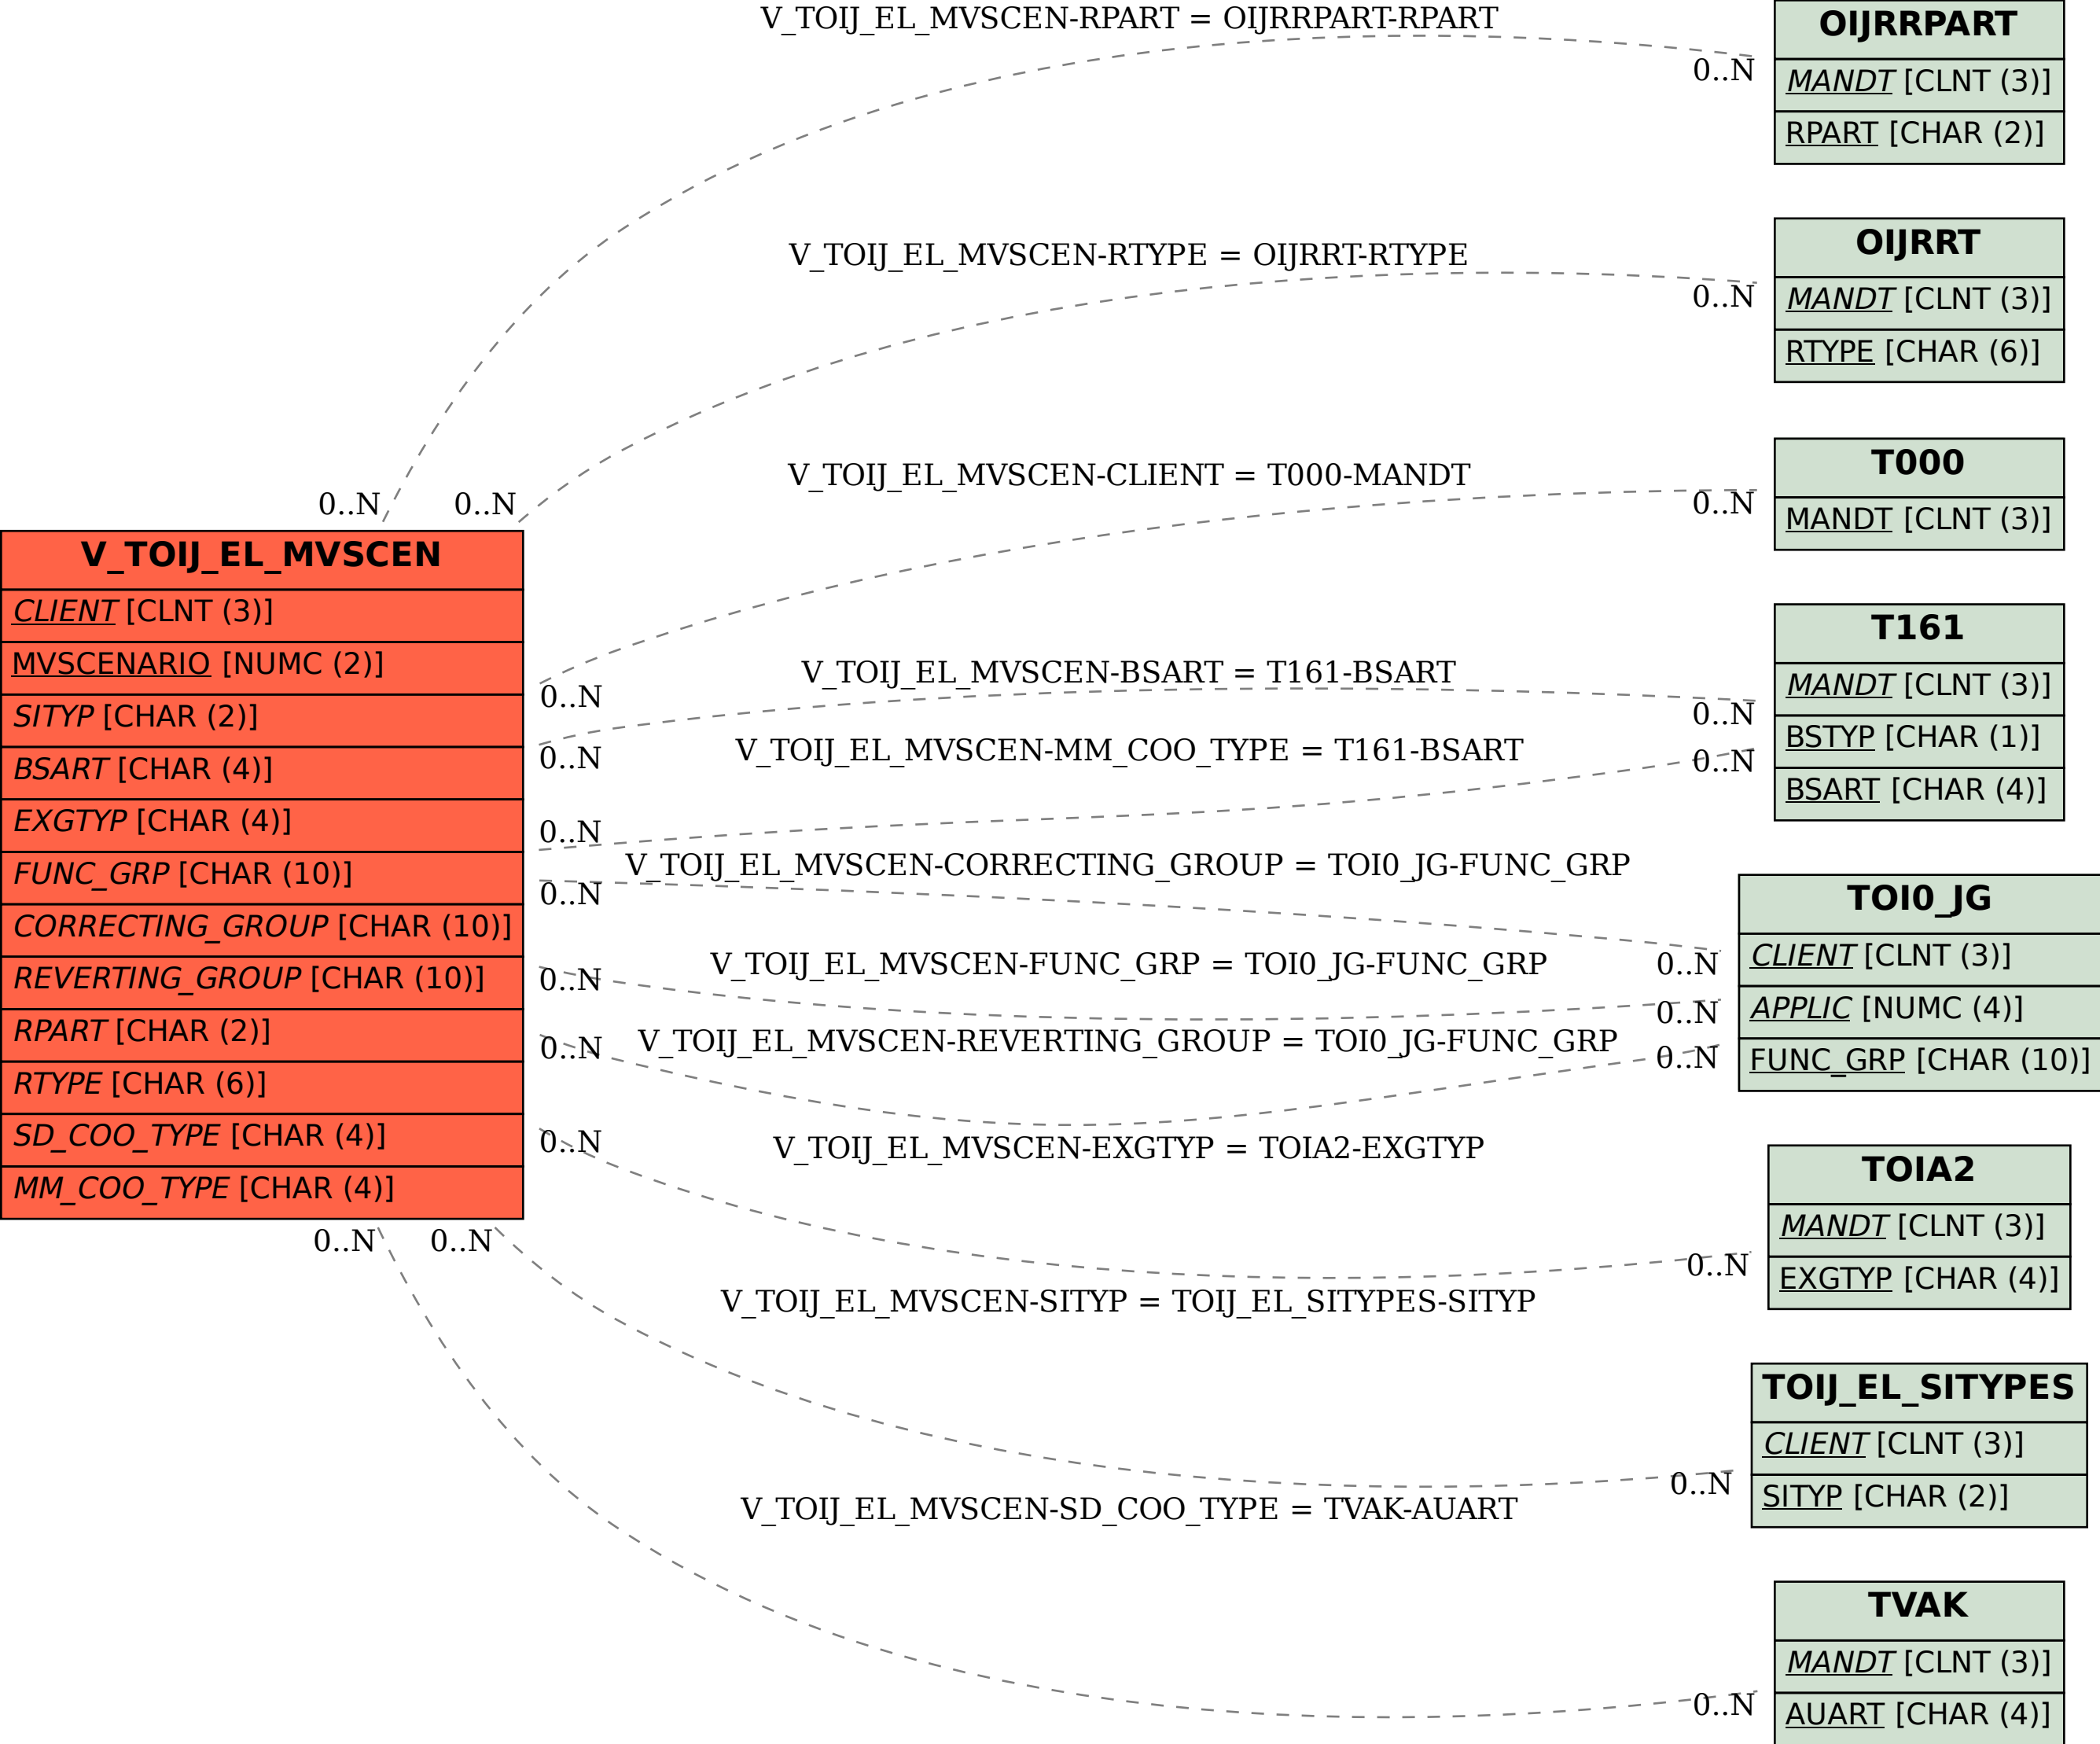 V_TOIJ_EL_MVSCEN-RPART = OIJRRPART-RPART
0..N
OIJRRPART
MANDT [CLNT (3)]
RPART [CHAR (2)]
V_TOIJ_EL_MVSCEN-RTYPE = OIJRRT-RTYPE
0..N
OIJRRT
MANDT [CLNT (3)]
RTYPE [CHAR (6)]
V_TOIJ_EL_MVSCEN-CLIENT = T000-MANDT
0..N
T000
MANDT [CLNT (3)]
0..N
0..N
V_TOIJ_EL_MVSCEN
CLIENT [CLNT (3)]
MVSCENARIO [NUMC (2)]
SITYP [CHAR (2)]
BSART [CHAR (4)]
EXGTYP [CHAR (4)]
FUNC_GRP [CHAR (10)]
CORRECTING_GROUP [CHAR (10)]
REVERTING_GROUP [CHAR (10)]
RPART [CHAR (2)]
RTYPE [CHAR (6)]
SD_COO_TYPE [CHAR (4)]
MM_COO_TYPE [CHAR (4)]
0..N
0..N
0..N
0..N
0..N
0..N
0..N
0..N
0..N
V_TOIJ_EL_MVSCEN-BSART = T161-BSART
0..N
V_TOIJ_EL_MVSCEN-MM_COO_TYPE = T161-BSART
0..N
T161
MANDT [CLNT (3)]
BSTYP [CHAR (1)]
BSART [CHAR (4)]
V_TOIJ_EL_MVSCEN-CORRECTING_GROUP = TOI0_JG-FUNC_GRP
0..N
V_TOIJ_EL_MVSCEN-FUNC_GRP = TOI0_JG-FUNC_GRP
0..N
V_TOIJ_EL_MVSCEN-REVERTING_GROUP = TOI0_JG-FUNC_GRP
0..N
TOI0_JG
CLIENT [CLNT (3)]
APPLIC [NUMC (4)]
FUNC_GRP [CHAR (10)]
V_TOIJ_EL_MVSCEN-EXGTYP = TOIA2-EXGTYP
0..N
TOIA2
MANDT [CLNT (3)]
EXGTYP [CHAR (4)]
V_TOIJ_EL_MVSCEN-SITYP = TOIJ_EL_SITYPES-SITYP
0..N
TOIJ_EL_SITYPES
CLIENT [CLNT (3)]
SITYP [CHAR (2)]
V_TOIJ_EL_MVSCEN-SD_COO_TYPE = TVAK-AUART
0..N
TVAK
MANDT [CLNT (3)]
AUART [CHAR (4)]